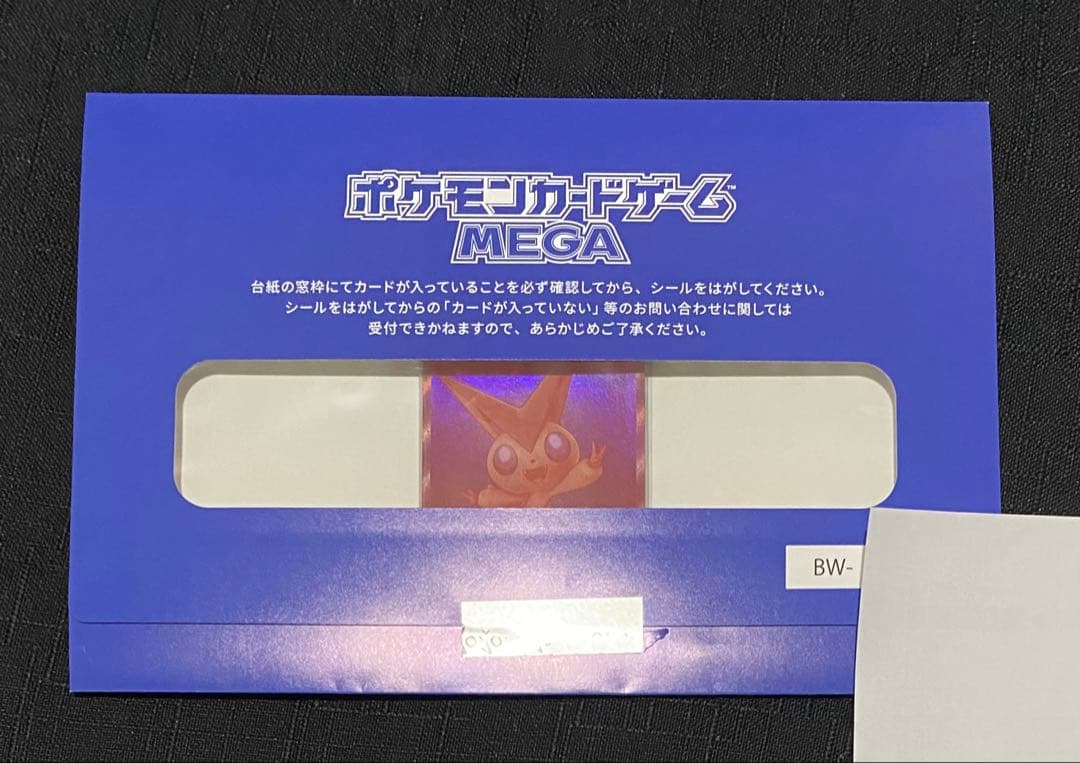 ポケモンカードゲーム™
MEGA
台紙の窓枠にてカードが入っていることを必ず確認してから、シールをはがしてください。
シールをはがしてからの「カードが入っていない」等のお問い合わせに関しては
受付できかねますので、あらかじめご了承ください。
BW-